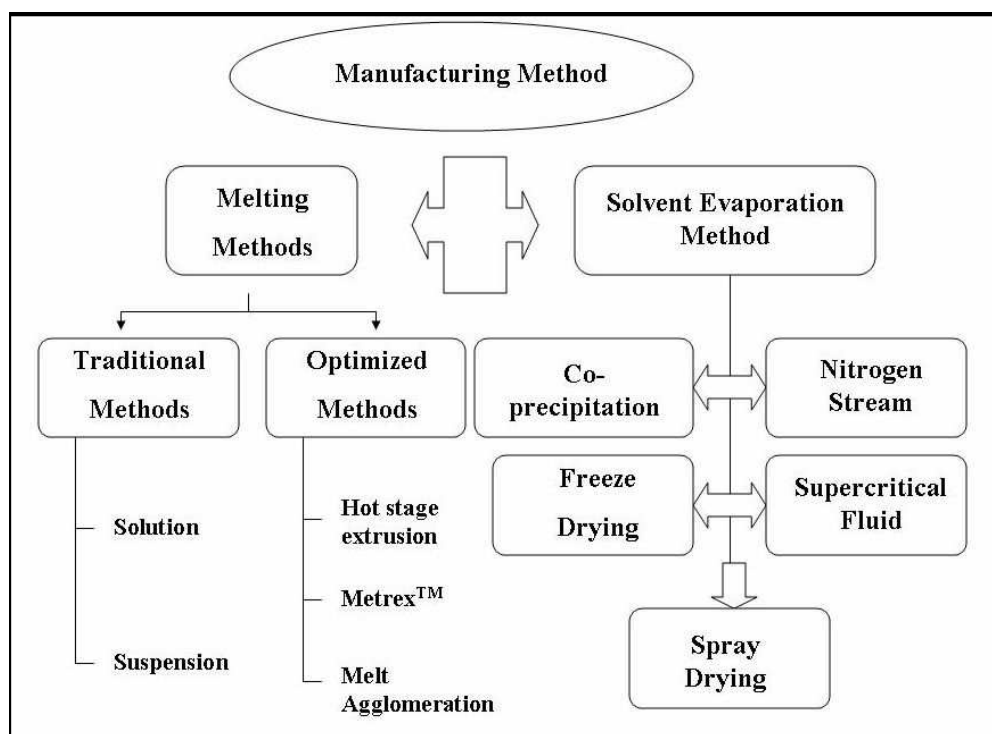 Manufacturing Method
Melting
Methods
Solvent Evaporation
Method
Traditional
Methods
Optimized
Methods
Co-
precipitation
Nitrogen
Stream
Freeze
Drying
Supercritical
Fluid
Solution
Suspension
Hot stage
extrusion
Metrex™
Melt
Agglomeration
Spray
Drying